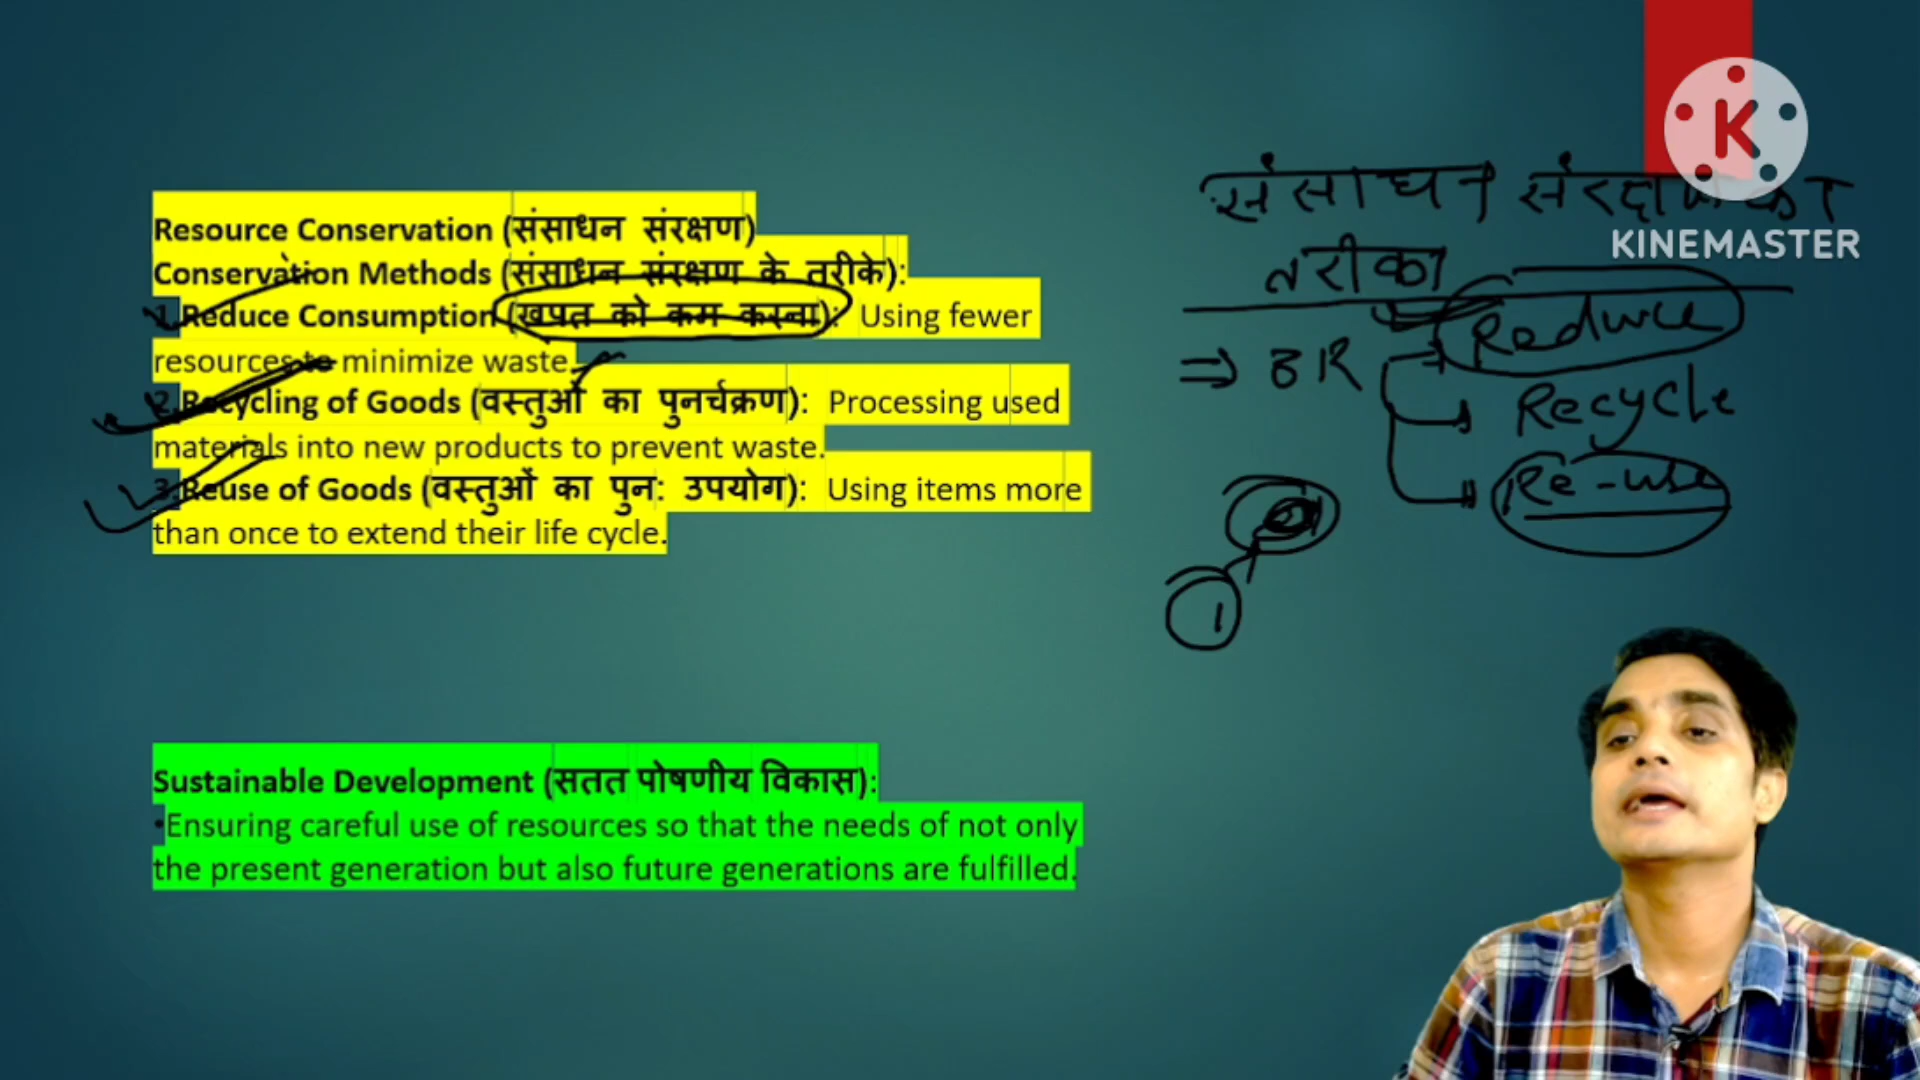 Resource Conservation (संसाधन संरक्षण)
Conservation Methods (संसाधन संरक्षण के तरीके):
1.Reduce Consumption (खपत को कम करना): Using fewer
resources to minimize waste.
2.Recycling of Goods (वस्तुओं का पुनर्चक्रण): Processing used
materials into new products to prevent waste.
3.Reuse of Goods (वस्तुओं का पुन: उपयोग): Using items more
than once to extend their life cycle.
Sustainable Development (सतत पोषणीय विकास):
•Ensuring careful use of resources so that the needs of not only
the present generation but also future generations are fulfilled.
संसाधन संरक्षण का
तरीका
⇒ 3R
Reduce
Recycle
Re-use
1
K
KINEMASTER